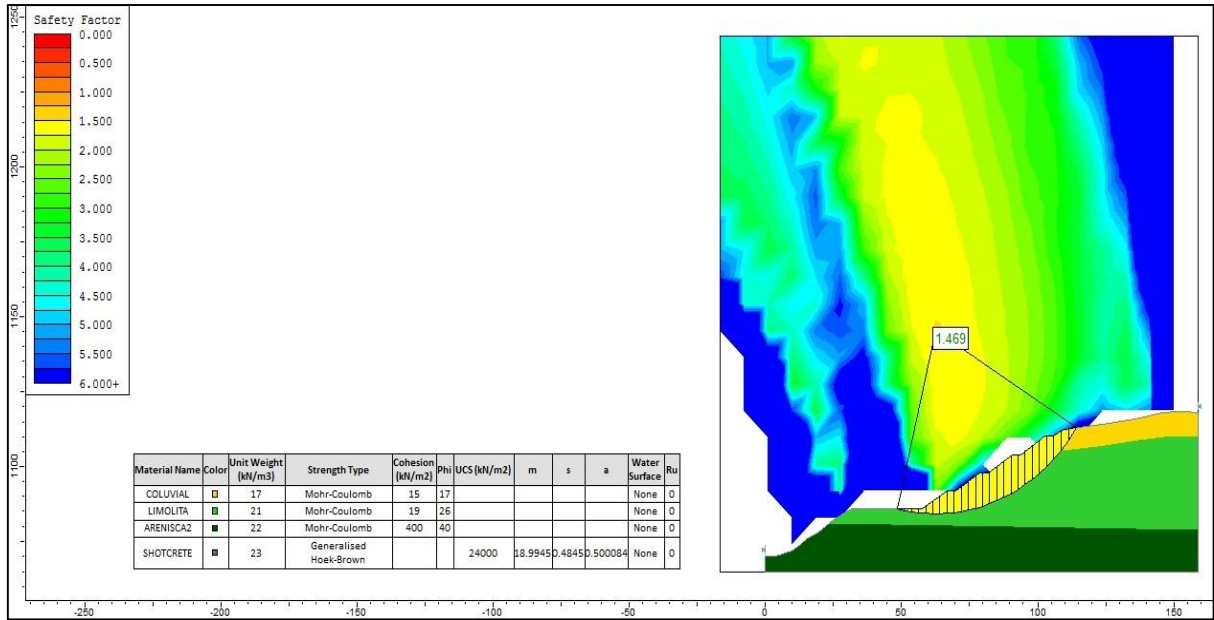 Safety Factor
0.000
0.500
1.000
1.500
2.000
2.500
3.000
3.500
4.000
4.500
5.000
5.500
6.000+
1250
1200
1150
1100
1.469
Material Name Color Unit Weight (kN/m3) Strength Type Cohesion (kN/m2) Phi UCS (kN/m2) m s a Water Surface Ru
COLUVIAL 17 Mohr-Coulomb 15 17 None 0
LIMOLITA 21 Mohr-Coulomb 19 26 None 0
ARENISCA2 22 Mohr-Coulomb 400 40 None 0
SHOTCRETE 23 Generalised Hoek-Brown 24000 18.9945 0.4845 0.500084 None 0
-250 -200 -150 -100 -50 0 50 100 150